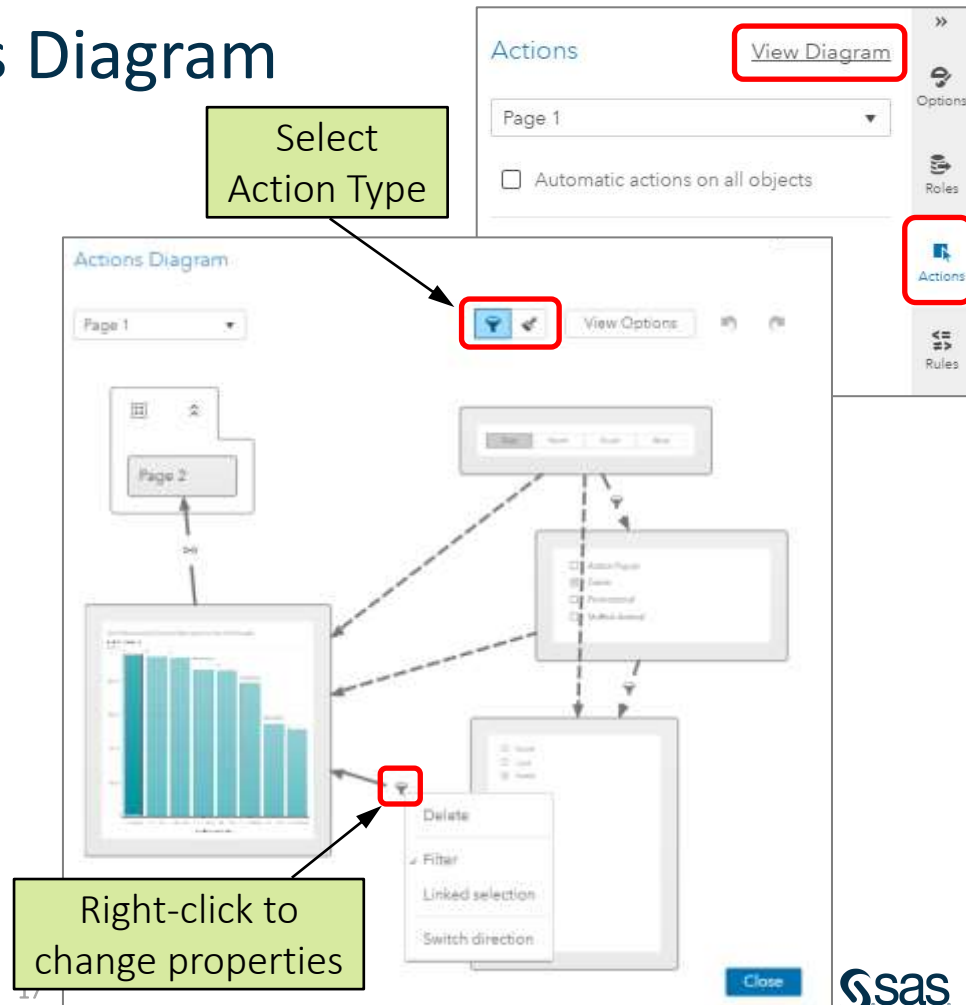 s Diagram
Actions
View Diagram
Page 1
Automatic actions on all objects
»
Options
Roles
Actions
Rules
Select
Action Type
Actions Diagram
Page 1
View Options
Page 2
Delete
Filter
Linked selection
Switch direction
Right-click to
change properties
Close
17
sas